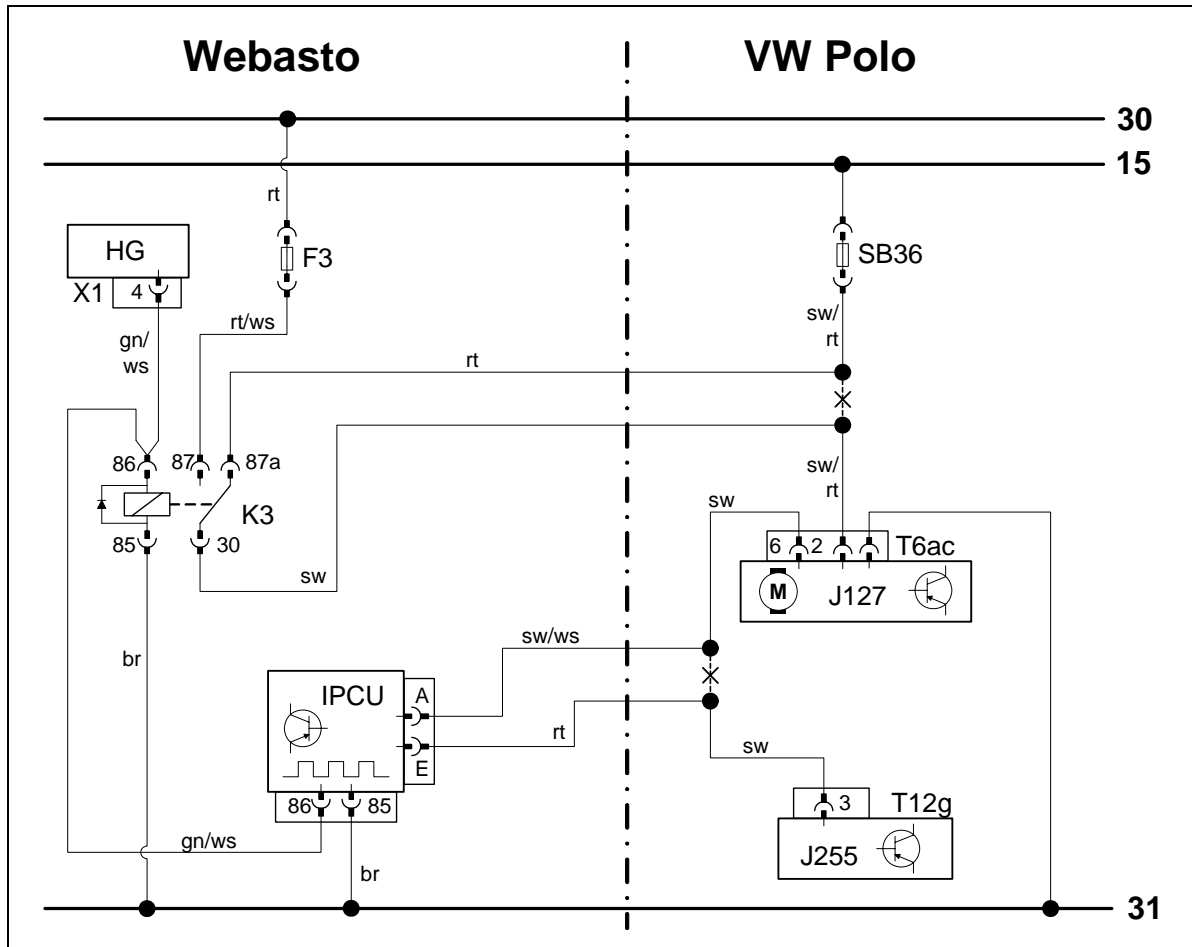 Webasto
VW Polo
30
15
rt
HG
F3
SB36
X1
4
gn/
ws
rt/ws
sw/
rt
rt
86
87
87a
K3
85
30
sw
sw/
rt
sw
6
2
T6ac
M
J127
br
sw/ws
IPCU
A
rt
E
sw
86
85
3
T12g
gn/ws
J255
br
31